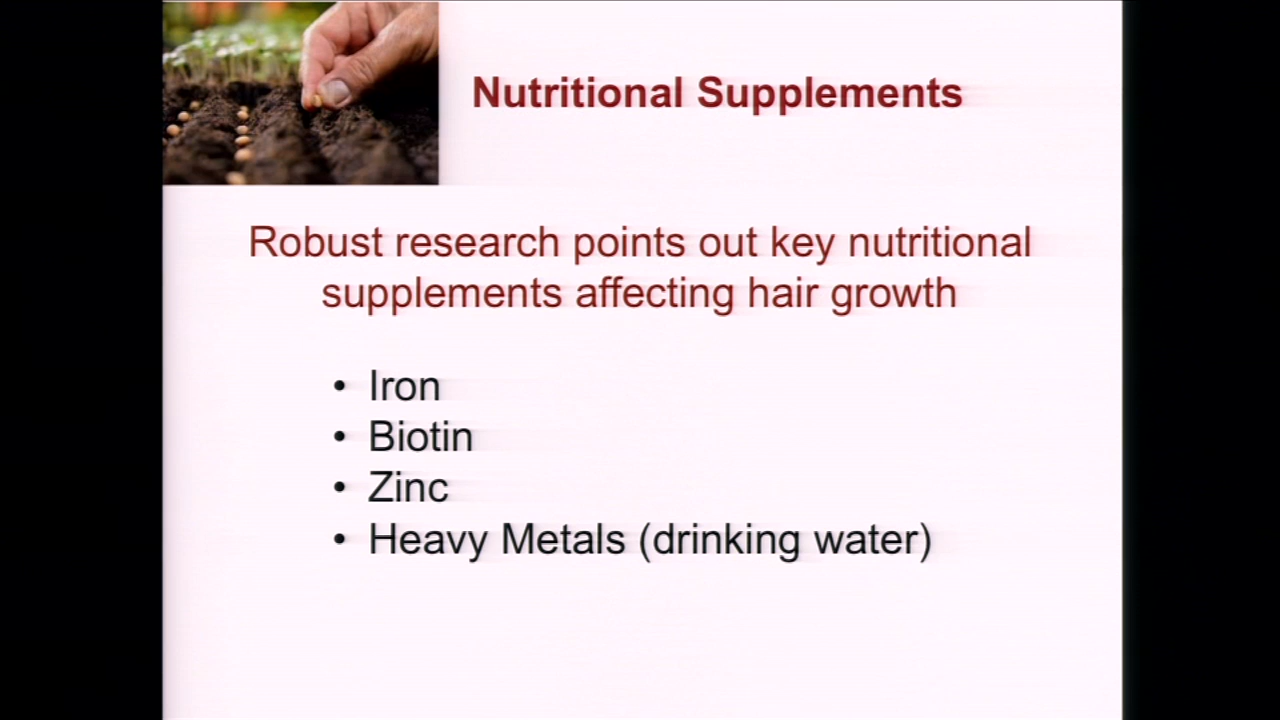 Nutritional Supplements
Robust research points out key nutritional
supplements affecting hair growth
• Iron
• Biotin
• Zinc
• Heavy Metals (drinking water)